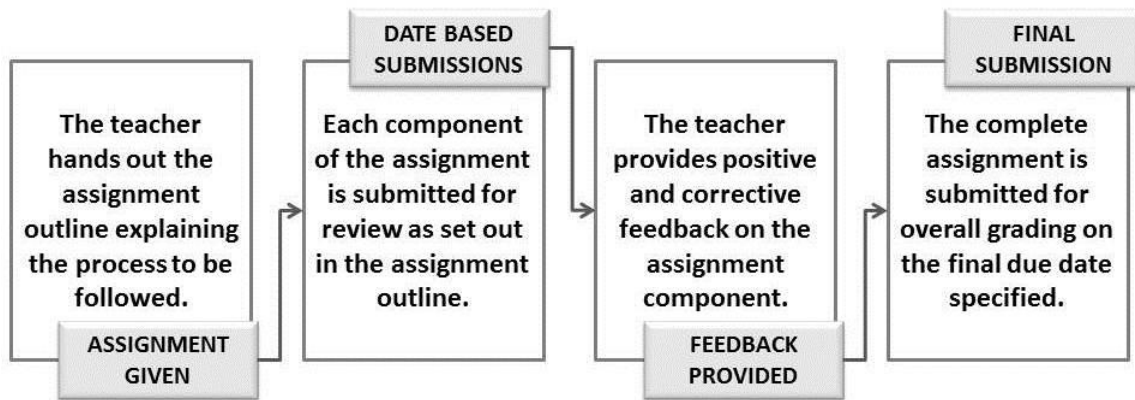 The teacher
hands out the
assignment
outline explaining
the process to be
followed.
ASSIGNMENT
GIVEN
DATE BASED
SUBMISSIONS
Each component
of the assignment
is submitted for
review as set out
in the assignment
outline.
The teacher
provides positive
and corrective
feedback on the
assignment
component.
FEEDBACK
PROVIDED
FINAL
SUBMISSION
The complete
assignment is
submitted for
overall grading on
the final due date
specified.